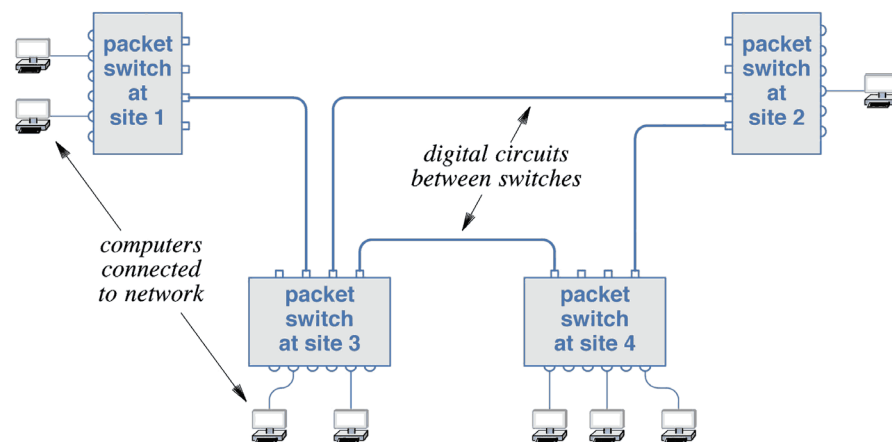 packet
switch
at
site 1
packet
switch
at
site 2
digital circuits
between switches
computers
connected
to network
packet
switch
at site 3
packet
switch
at site 4